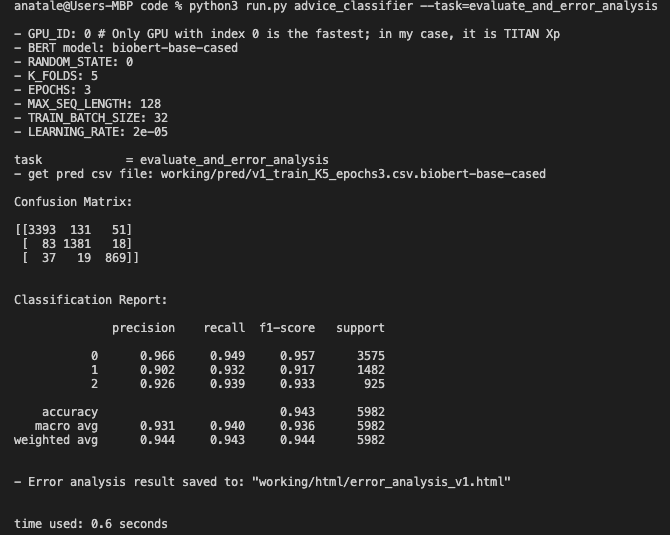 anatale@Users-MBP code % python3 run.py advice_classifier --task=evaluate_and_error_analysis
- GPU_ID: 0 # Only GPU with index 0 is the fastest; in my case, it is TITAN Xp
- BERT model: biobert-base-cased
- RANDOM_STATE: 0
- K_FOLDS: 5
- EPOCHS: 3
- MAX_SEQ_LENGTH: 128
- TRAIN_BATCH_SIZE: 32
- LEARNING_RATE: 2e-05
task = evaluate_and_error_analysis
- get pred csv file: working/pred/v1_train_K5_epochs3.csv.biobert-base-cased
Confusion Matrix:
[[3393 131 51]
[ 83 1381 18]
[ 37 19 869]]
Classification Report:
precision recall f1-score support
0 0.966 0.949 0.957 3575
1 0.902 0.932 0.917 1482
2 0.926 0.939 0.933 925
accuracy 0.943 5982
macro avg 0.931 0.940 0.936 5982
weighted avg 0.944 0.943 0.944 5982
- Error analysis result saved to: "working/html/error_analysis_v1.html"
time used: 0.6 seconds